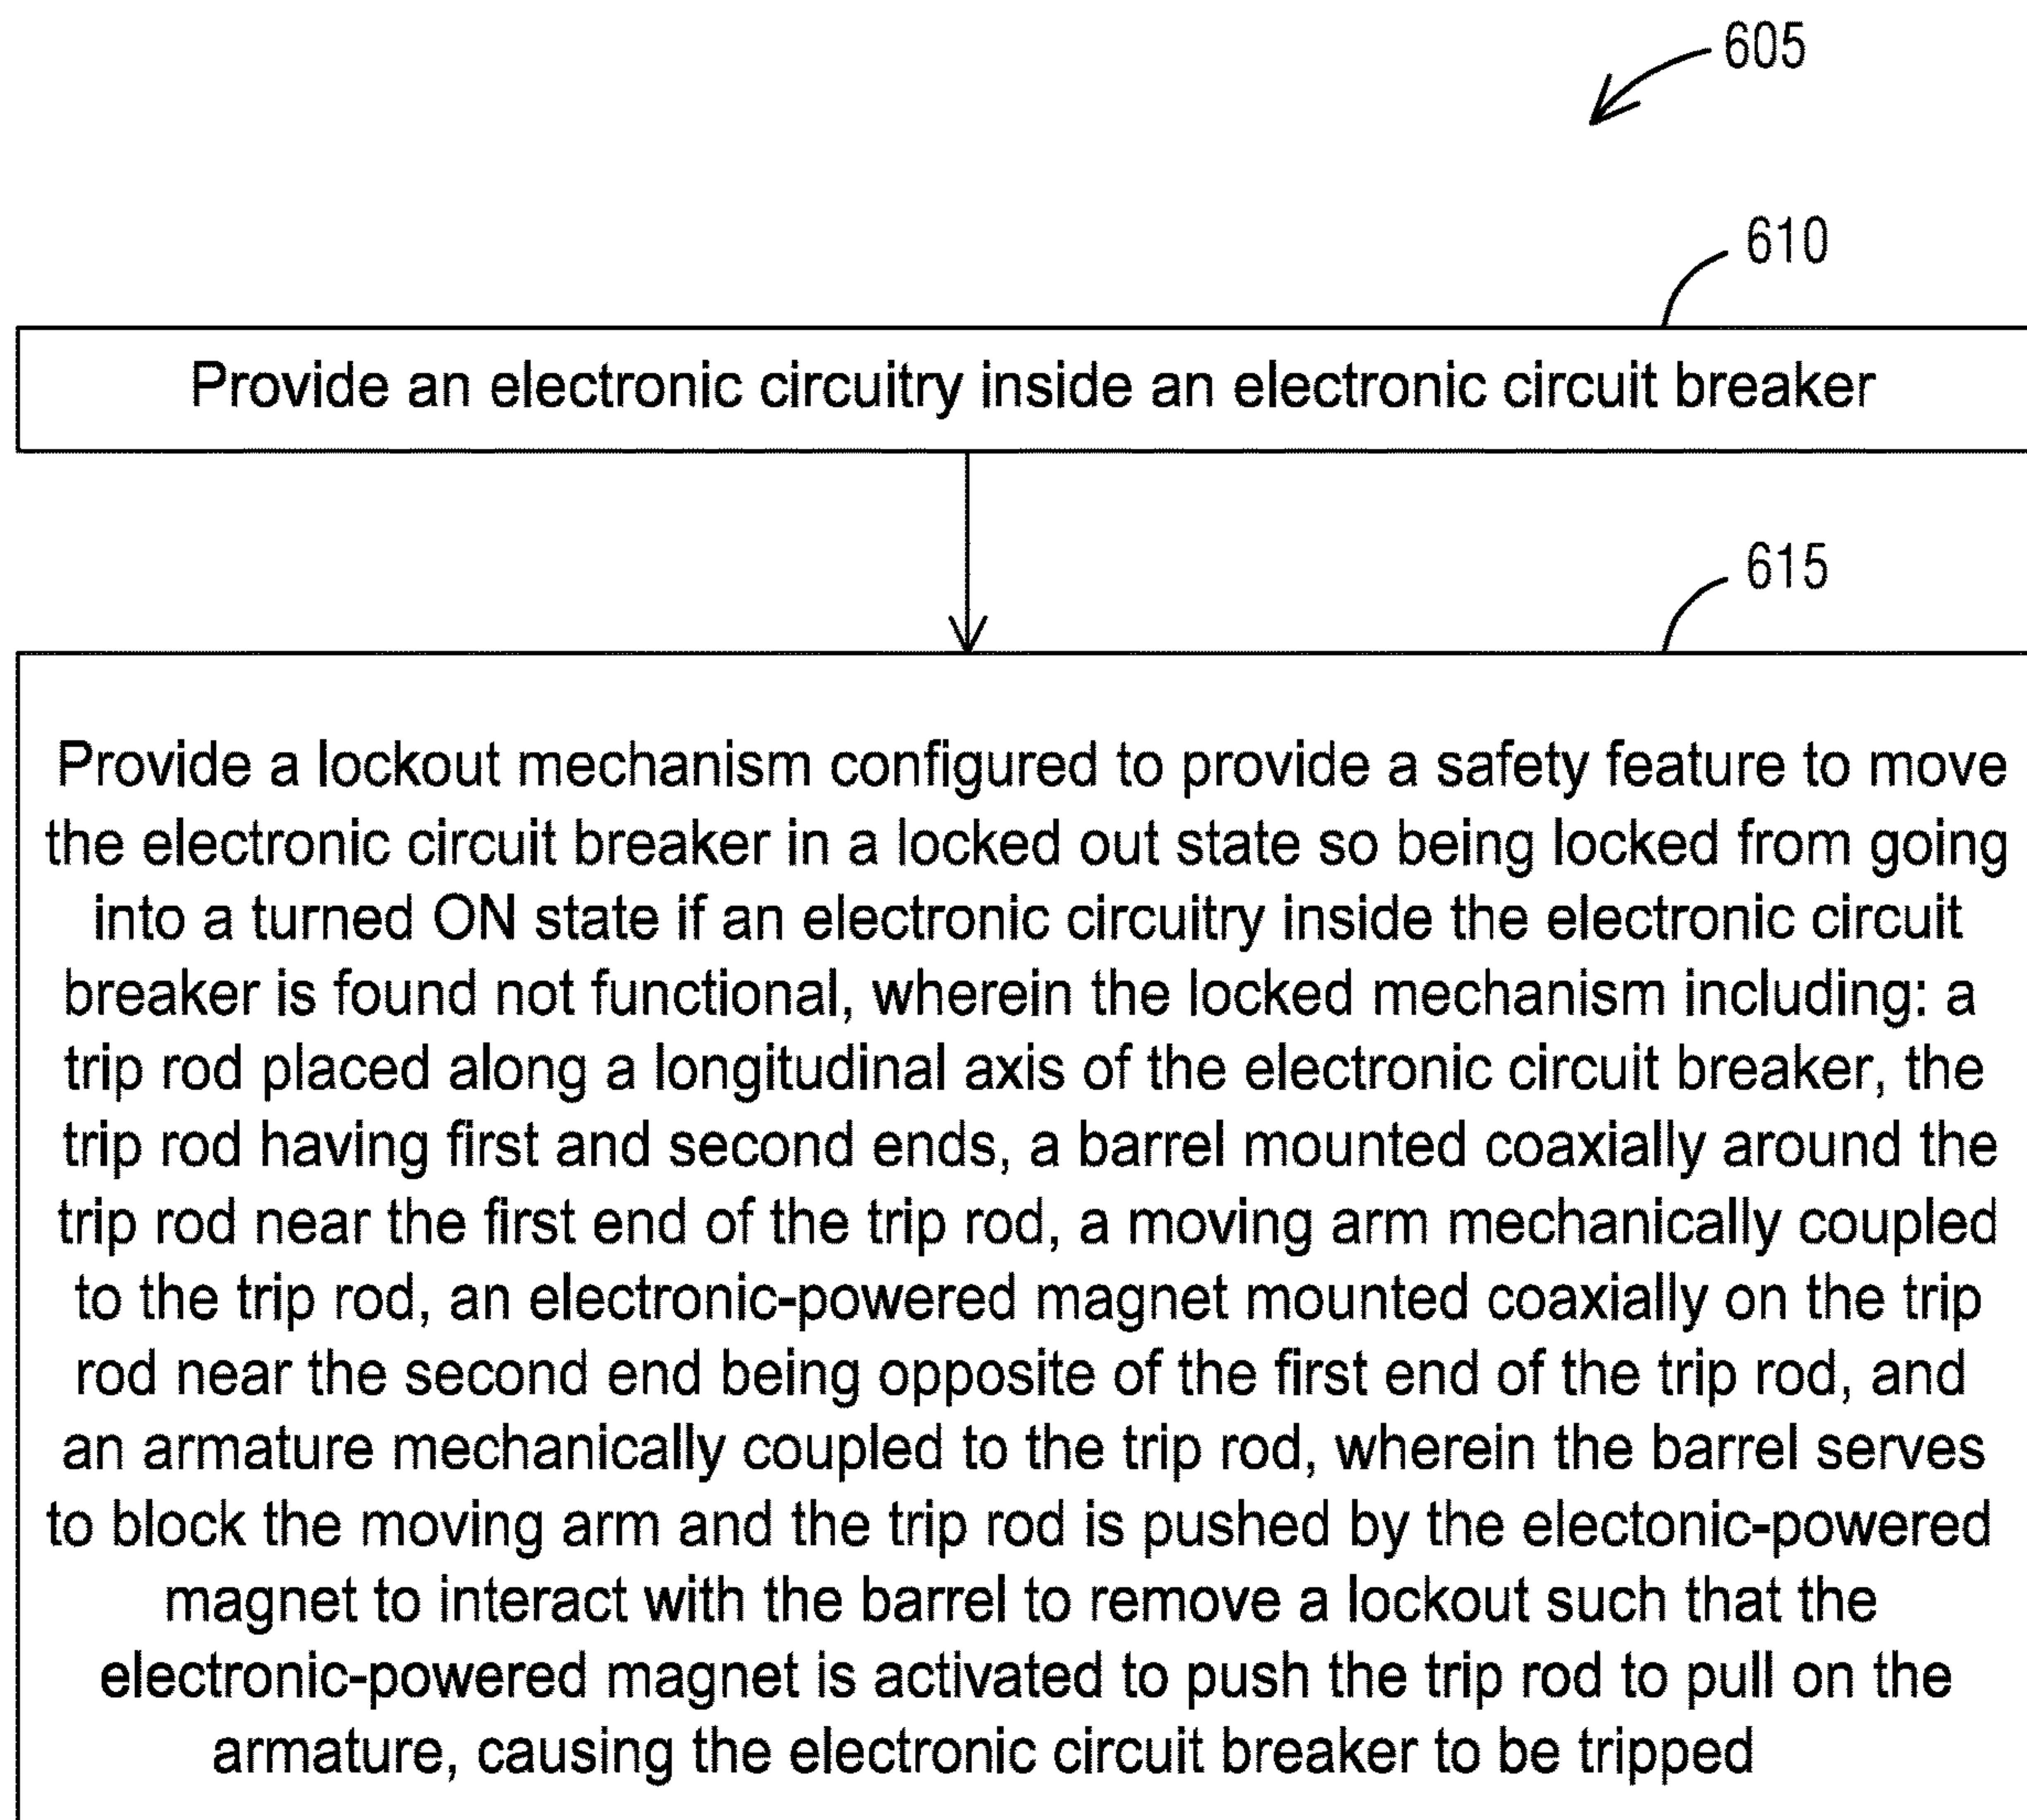 605
610
Provide an electronic circuitry inside an electronic circuit breaker
615
Provide a lockout mechanism configured to provide a safety feature to move
the electronic circuit breaker in a locked out state so being locked from going
into a turned ON state if an electronic circuitry inside the electronic circuit
breaker is found not functional, wherein the locked mechanism including: a
trip rod placed along a longitudinal axis of the electronic circuit breaker, the
trip rod having first and second ends, a barrel mounted coaxially around the
trip rod near the first end of the trip rod, a moving arm mechanically coupled
to the trip rod, an electronic-powered magnet mounted coaxially on the trip
rod near the second end being opposite of the first end of the trip rod, and
an armature mechanically coupled to the trip rod, wherein the barrel serves
to block the moving arm and the trip rod is pushed by the electonic-powered
magnet to interact with the barrel to remove a lockout such that the
electronic-powered magnet is activated to push the trip rod to pull on the
armature, causing the electronic circuit breaker to be tripped